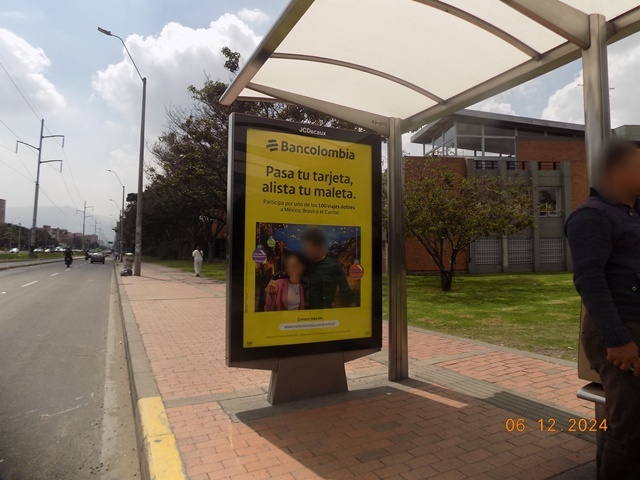 JCDecaux
Bancolombia
Pasa tu tarjeta,
alista tu maleta.
Participa por uno de los 100 viajes dobles
a México, Brasil o el Caribe.
06 12 2024